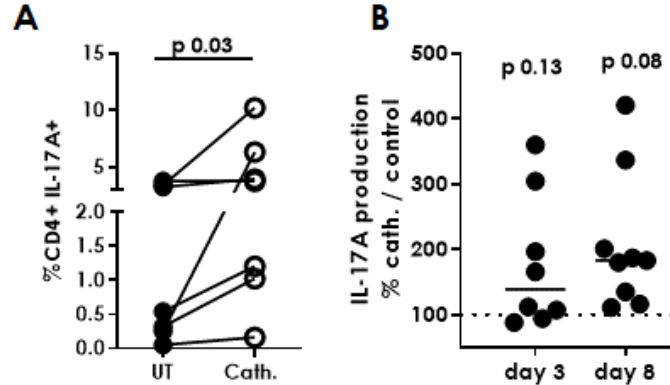 A
p 0.03
%CD4+ IL-17A+
15
10
5
2.0
1.5
1.0
0.5
0.0
UT
Cath.
B
p 0.13
p 0.08
IL-17A production
% cath. / control
500
400
300
200
100
day 3
day 8